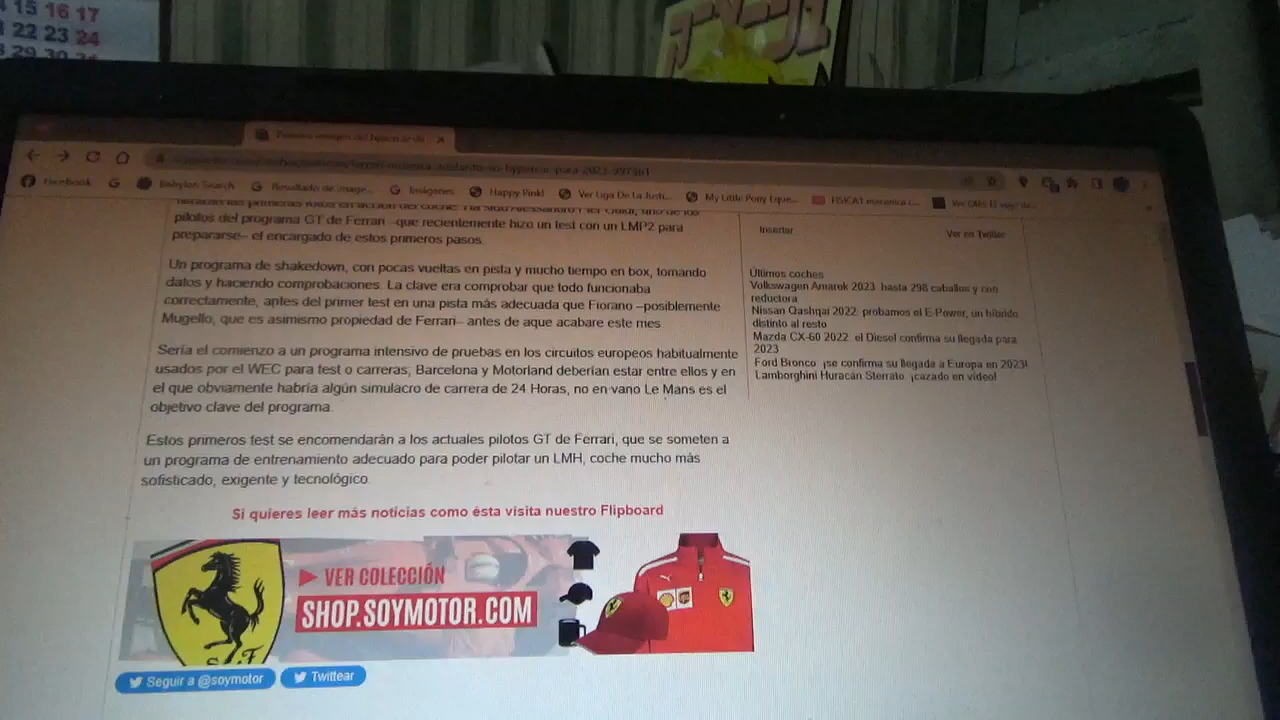 15 16 17
22 23 24
29 30
Facebook
Babylon Search
Resultado de image...
Imágenes
Happy Pink!
Ver Liga De La Justi...
My Little Pony Eque...
pilotos del programa GT de Ferrari –que recientemente hizo un test con un LMP2 para
prepararse– el encargado de estos primeros pasos.
Un programa de shakedown, con pocas vueltas en pista y mucho tiempo en box, tomando
datos y haciendo comprobaciones. La clave era comprobar que todo funcionaba
correctamente, antes del primer test en una pista más adecuada que Fiorano –posiblemente
Mugello, que es asimismo propiedad de Ferrari– antes de aque acabare este mes
Sería el comienzo a un programa intensivo de pruebas en los circuitos europeos habitualmente
usados por el WEC para test o carreras; Barcelona y Motorland deberían estar entre ellos y en
el que obviamente habría algún simulacro de carrera de 24 Horas, no en vano Le Mans es el
objetivo clave del programa.
Estos primeros test se encomendarán a los actuales pilotos GT de Ferrari, que se someten a
un programa de entrenamiento adecuado para poder pilotar un LMH, coche mucho más
sofisticado, exigente y tecnológico.
Si quieres leer más noticias como ésta visita nuestro Flipboard
VER COLECCIÓN
SHOP.SOYMOTOR.COM
S F
Seguir a @soymotor
Twittear
Insertar
Ver en Twitter
Últimos coches
Volkswagen Amarok 2023: hasta 298 caballos y con
reductora
Nissan Qashqai 2022: probamos el E-Power, un híbrido
distinto al resto
Mazda CX-60 2022: el Diesel confirma su llegada para
2023
Ford Bronco: ¡se confirma su llegada a Europa en 2023!
Lamborghini Huracán Sterrato: ¡cazado en video!